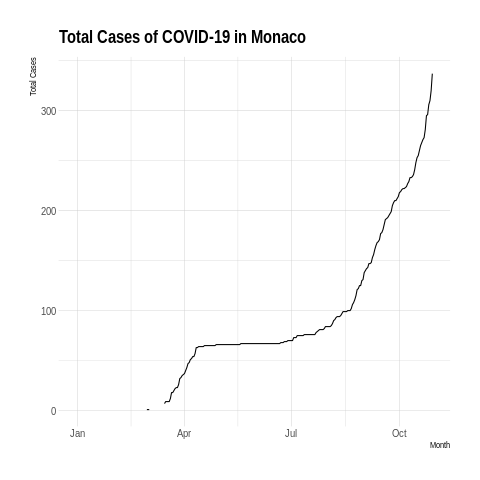 Total Cases of COVID-19 in Monaco
Total Cases
300
200
100
0
Jan Apr Jul Oct
Month